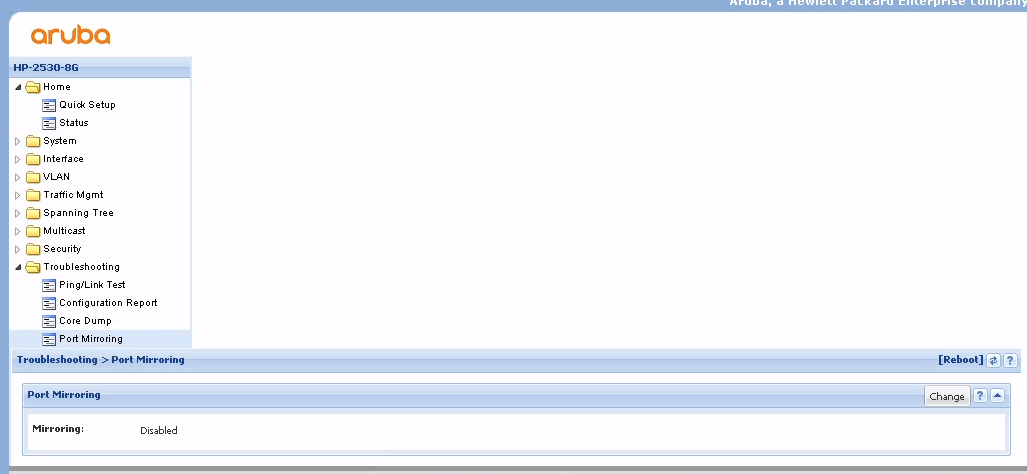 Aruba, a Hewlett Packard Enterprise company
aruba
HP-2530-8G
Home
Quick Setup
Status
System
Interface
VLAN
Traffic Mgmt
Spanning Tree
Multicast
Security
Troubleshooting
Ping/Link Test
Configuration Report
Core Dump
Port Mirroring
Troubleshooting > Port Mirroring [Reboot] ?
Port Mirroring Change ?
Mirroring: Disabled